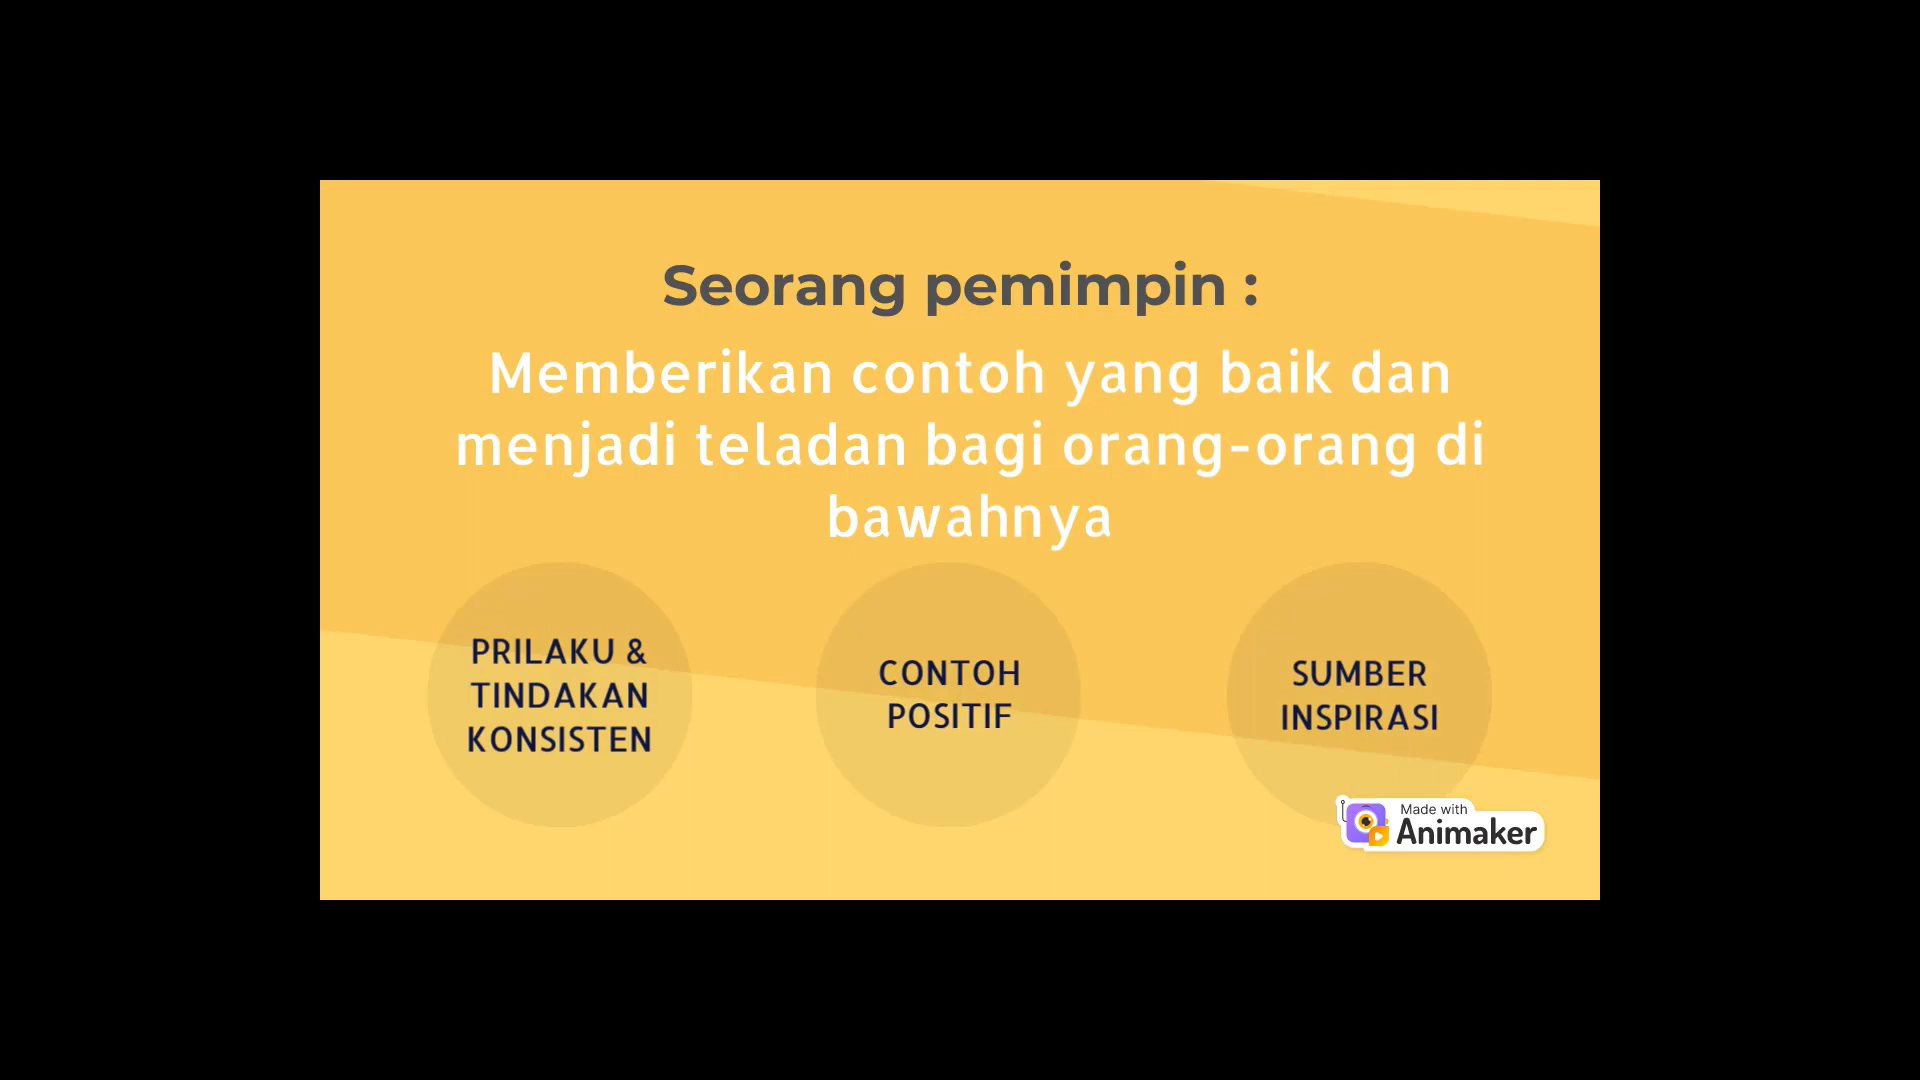 Seorang pemimpin :
Memberikan contoh yang baik dan
menjadi teladan bagi orang-orang di
bawahnya
PRILAKU &
TINDAKAN
KONSISTEN
CONTOH
POSITIF
SUMBER
INSPIRASI
Made with
Animaker